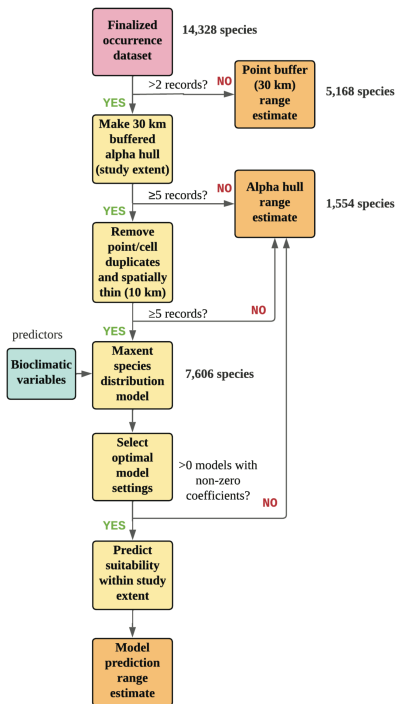 Finalized
occurrence
dataset
14,328 species
>2 records?
NO
YES
Point buffer
(30 km)
range
estimate
5,168 species
Make 30 km
buffered
alpha hull
(study extent)
≥5 records?
NO
YES
Alpha hull
range
estimate
1,554 species
Remove
point/cell
duplicates
and spatially
thin (10 km)
≥5 records?
NO
YES
predictors
Bioclimatic
variables
Maxent
species
distribution
model
7,606 species
Select
optimal
model
settings
>0 models with
non-zero
coefficients?
NO
YES
Predict
suitability
within study
extent
Model
prediction
range
estimate